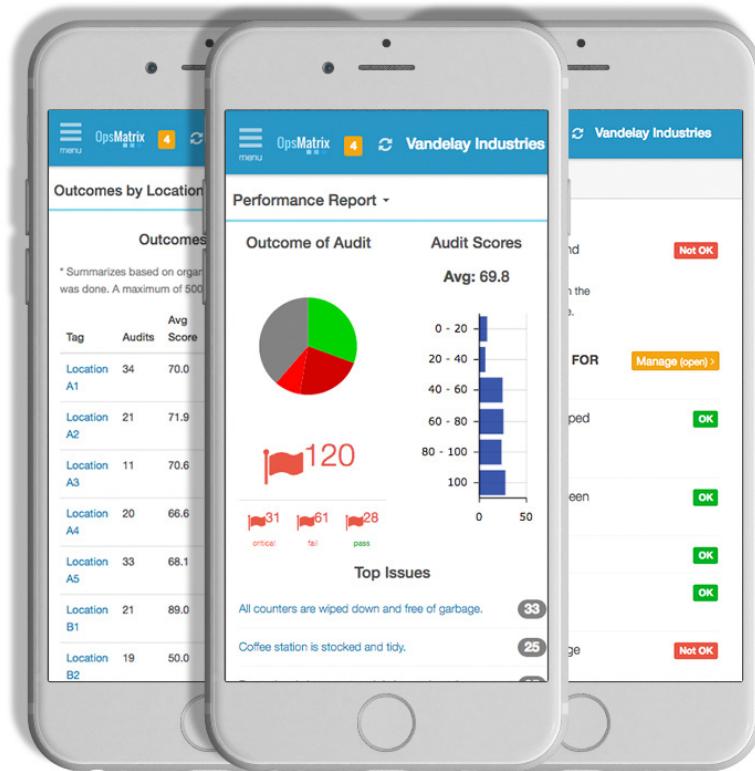 menu
OpsMatrix
4
Outcomes by Location
Outcomes
* Summarizes based on
was done. A maximum of 500
Tag Audits Avg Score
Location A1 34 70.0
Location A2 21 71.9
Location A3 11 70.6
Location A4 20 66.6
Location A5 33 68.1
Location B1 21 89.0
Location B2 19 50.0
menu
OpsMatrix
4
Vandelay Industries
Performance Report
Outcome of Audit
120
31 61 28
critical fail pass
Audit Scores
Avg: 69.8
0 - 20
20 - 40
40 - 60
60 - 80
80 - 100
100
0 50
Top Issues
All counters are wiped down and free of garbage. 33
Coffee station is stocked and tidy. 25
Vandelay Industries
Not OK
FOR
Manage (open) >
OK
OK
OK
OK
Not OK